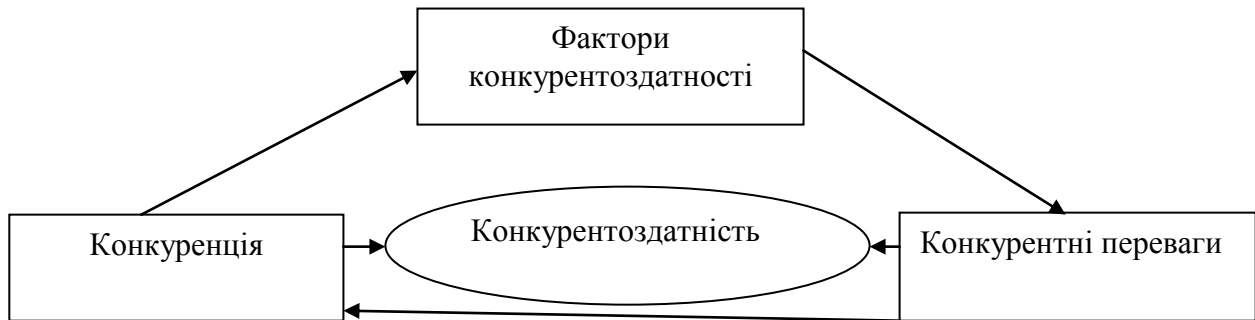 Фактори
конкурентоздатності
Конкуренція
Конкурентоздатність
Конкурентні переваги